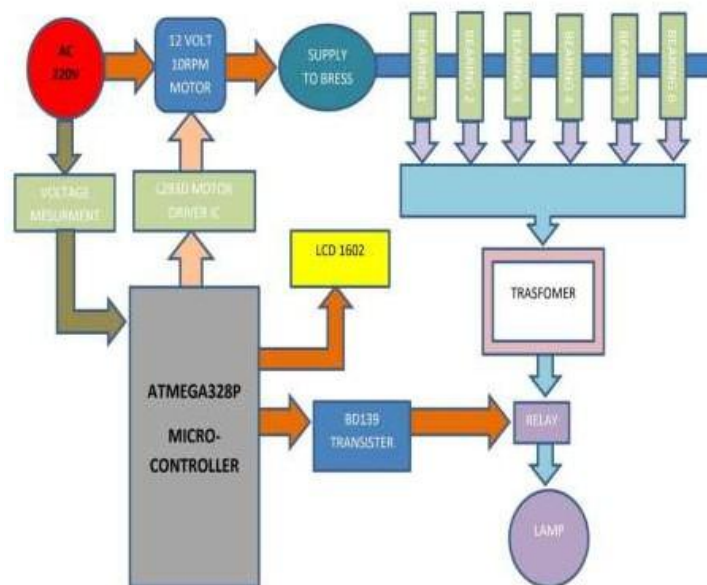 AC
220V
12 VOLT
10RPM
MOTOR
SUPPLY
TO BRESS
BEARING 1
BEARING 2
BEARING 3
BEARING 4
BEARING 5
BEARING 6
VOLTAGE
MESURMENT
L293D MOTOR
DRIVER IC
LCD 1602
TRASFOMER
ATMEGA328P
MICRO-
CONTROLLER
BD139
TRANSISTER
RELAY
LAMP